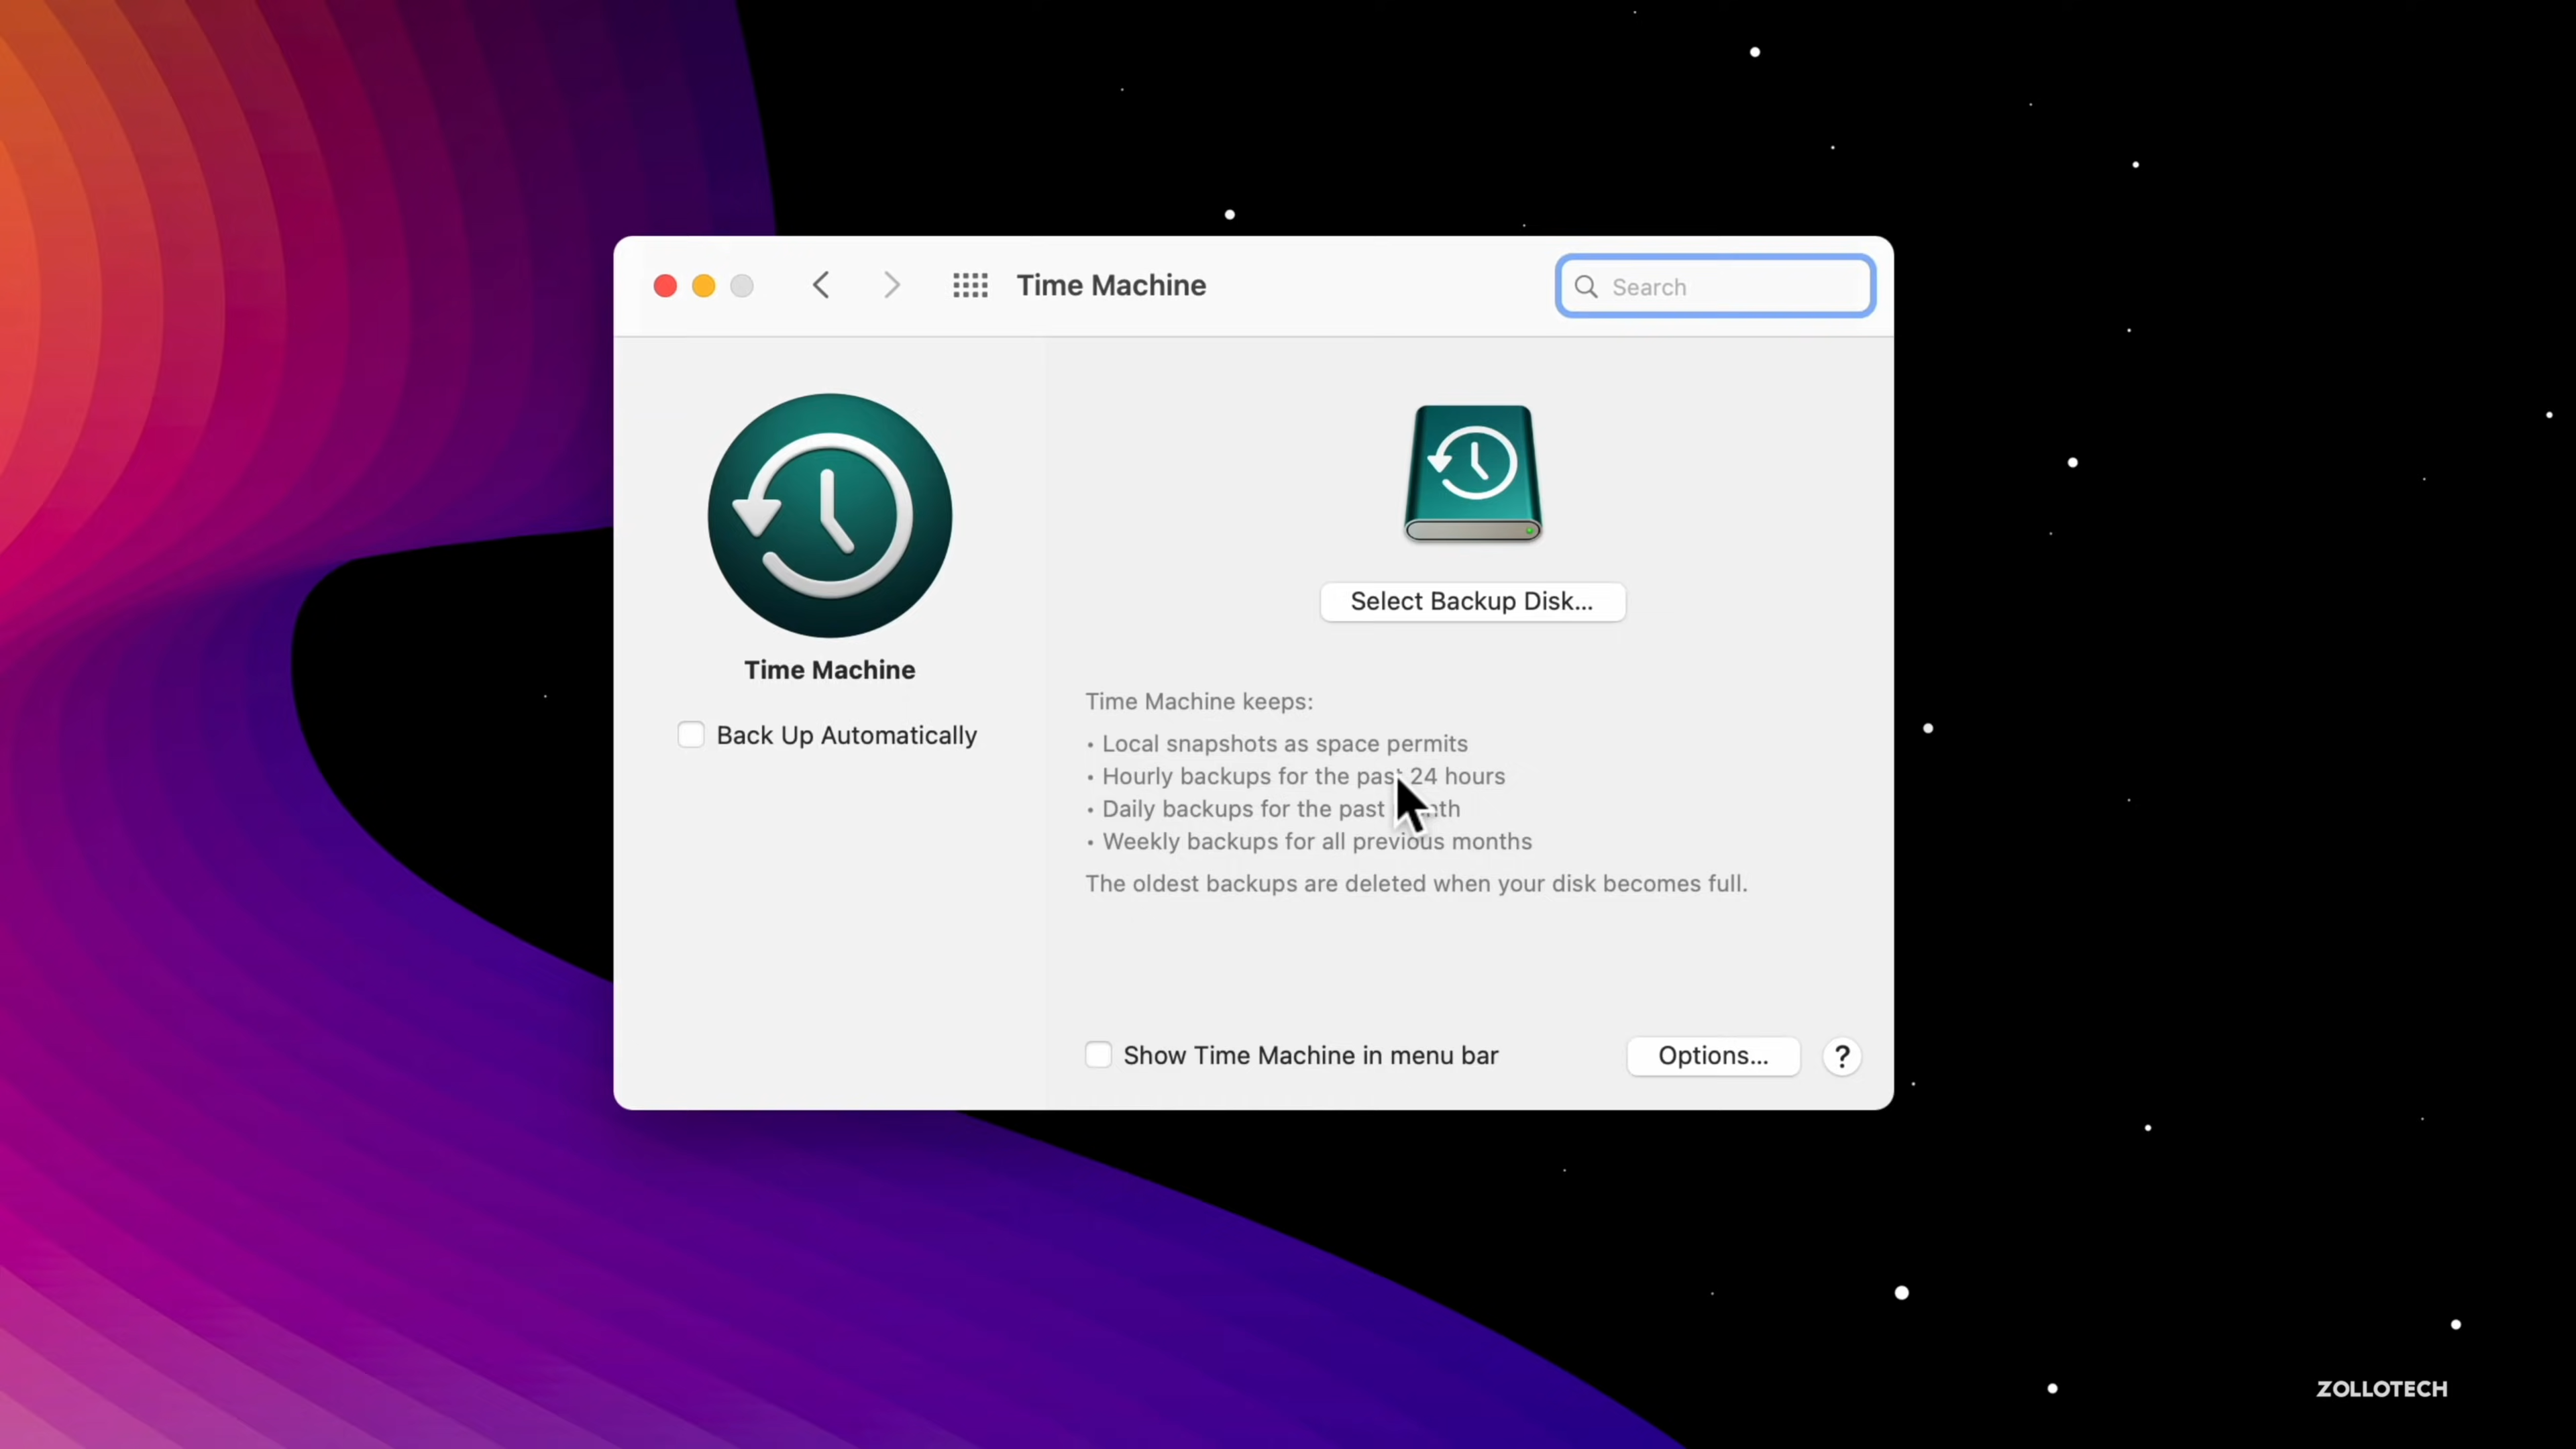 Time Machine
Search
Time Machine
Back Up Automatically
Select Backup Disk...
Time Machine keeps:
• Local snapshots as space permits
• Hourly backups for the past 24 hours
• Daily backups for the past month
• Weekly backups for all previous months
The oldest backups are deleted when your disk becomes full.
Show Time Machine in menu bar
Options...
?
ZOLLOTECH